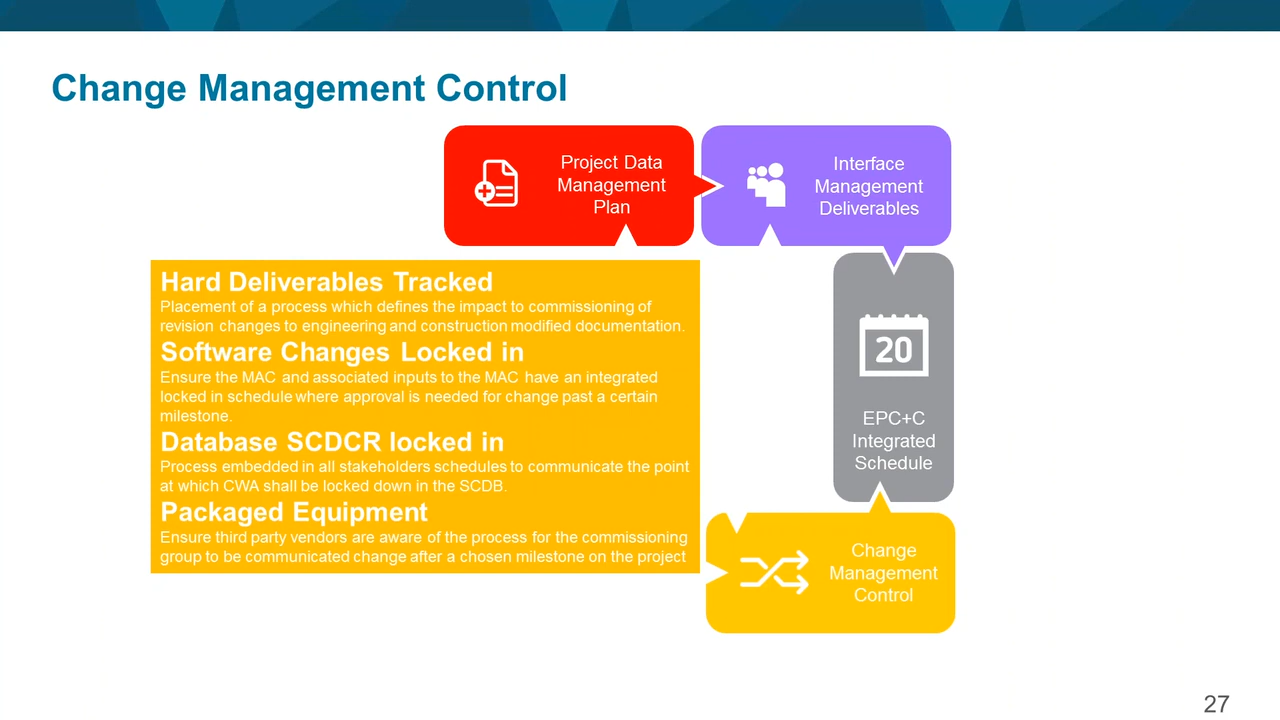 Change Management Control
Project Data
Management
Plan
Interface
Management
Deliverables
Hard Deliverables Tracked
Placement of a process which defines the impact to commissioning of
revision changes to engineering and construction modified documentation.
Software Changes Locked in
Ensure the MAC and associated inputs to the MAC have an integrated
locked in schedule where approval is needed for change past a certain
milestone.
Database SCDCR locked in
Process embedded in all stakeholders schedules to communicate the point
at which CWA shall be locked down in the SCDB.
Packaged Equipment
Ensure third party vendors are aware of the process for the commissioning
group to be communicated change after a chosen milestone on the project
20
EPC+C
Integrated
Schedule
Change
Management
Control
27